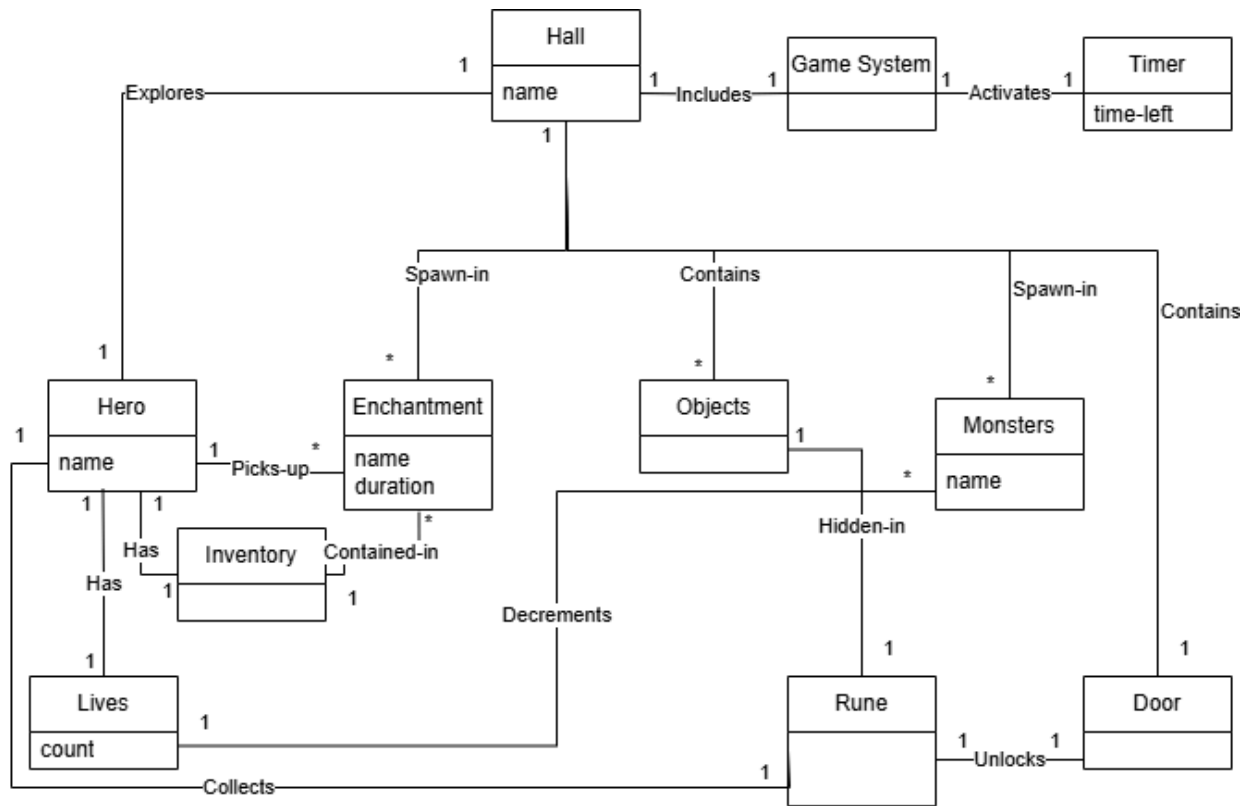 Hall
name
1
Explores
1
Includes
1
Game System
1
Activates
1
Timer
time-left
1
Spawn-in
Contains
Spawn-in
Contains
1
*
*
*
Hero
name
1
1
Picks-up
*
Enchantment
name
duration
Objects
1
Monsters
name
*
1
1
Has
Inventory
1
Contained-in
*
1
Has
Hidden-in
Decrements
1
Lives
count
1
1
Rune
1
Unlocks
1
Door
1
Collects
1